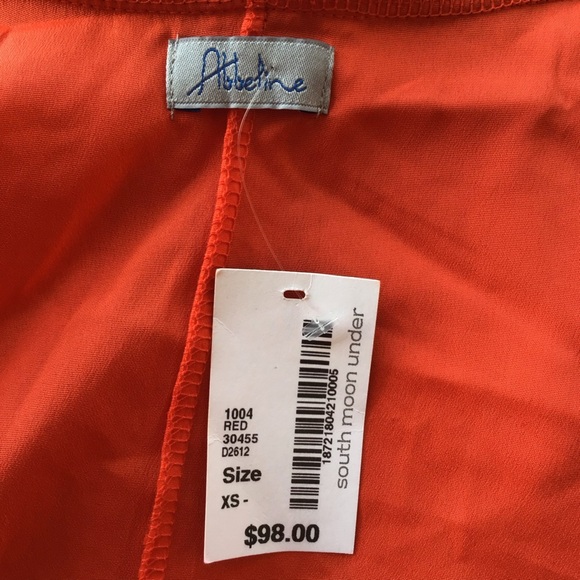 Abbeline
1004
RED
30455
D2612
Size
XS-
$98.00
18721804210005
south moon under